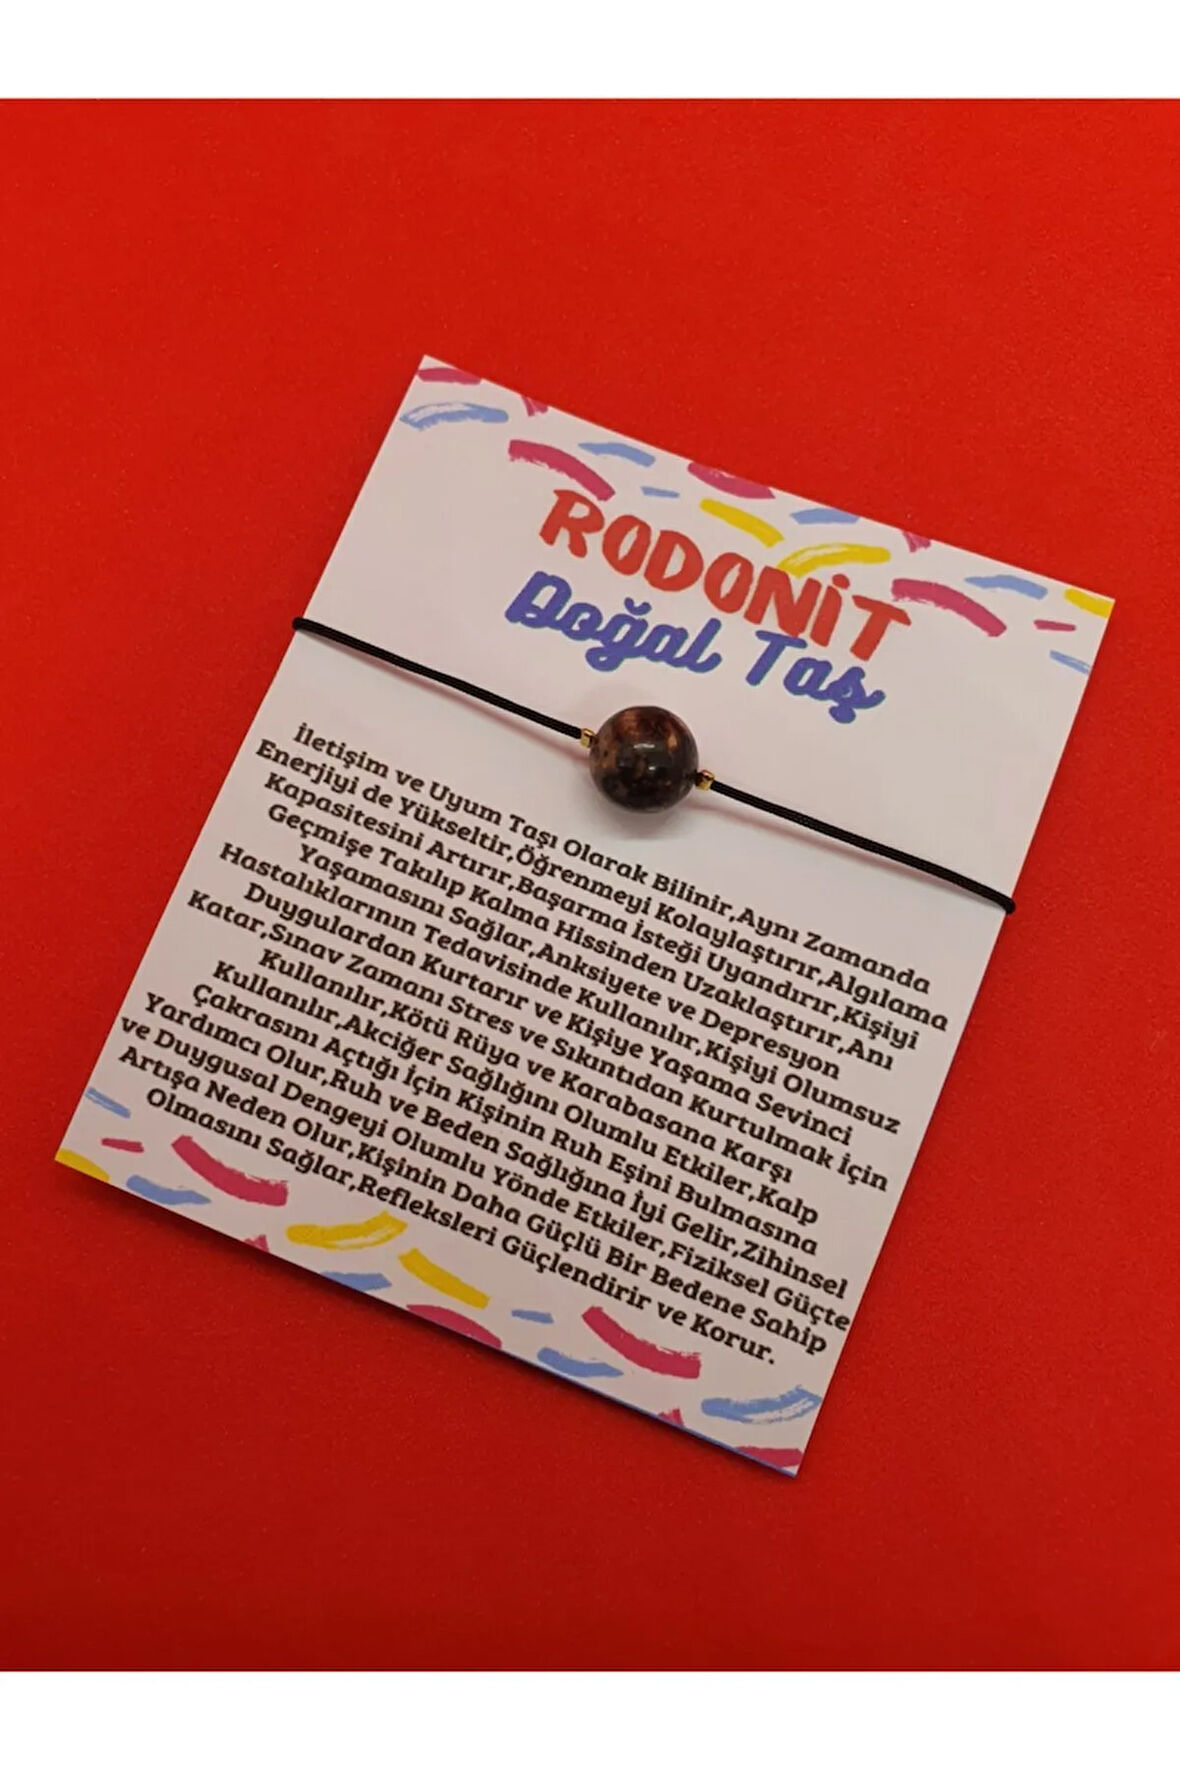 RODONİT
Doğal Taş
İletişim ve Uyum Taşı Olarak Bilinir,Aynı Zamanda
Enerjiyi de Yükseltir,Öğrenmeyi Kolaylaştırır,Algılama
Kapasitesini Artırır,Başarma İsteği Uyandırır,Kişiyi
Geçmişe Takılıp Kalma Hissinden Uzaklaştırır,Anı
Yaşamasını Sağlar,Anksiyete ve Depresyon
Hastalıklarının Tedavisinde Kullanılır,Kişiyi Olumsuz
Duygulardan Kurtarır ve Kişiye Yaşama Sevinci
Katar,Sınav Zamanı Stres ve Sıkıntıdan Kurtulmak İçin
Kullanılır,Kötü Rüya ve Karabasana Karşı
Kullanılır,Akciğer Sağlığını Olumlu Etkiler,Kalp
Çakrasını Açtığı İçin Kişinin Ruh Eşini Bulmasına
Yardımcı Olur,Ruh ve Beden Sağlığına İyi Gelir,Zihinsel
ve Duygusal Dengeyi Olumlu Yönde Etkiler,Fiziksel Güçte
Artışa Neden Olur,Kişinin Daha Güçlü Bir Bedene Sahip
Olmasını Sağlar,Refleksleri Güçlendirir ve Korur.